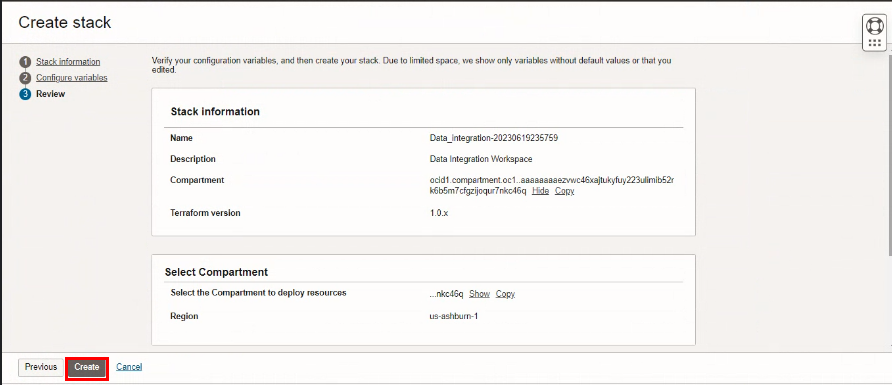 Create stack
1 Stack information
2 Configure variables
3 Review
Verify your configuration variables, and then create your stack. Due to limited space, we show only variables without default values or that you
edited.
Stack information
Name Data_integration-20230619235759
Description Data Integration Workspace
Compartment ocid1.compartment.oc1..aaaaaaaaezvwc46xajtukyfuy223ulimlb52r
k6b5m7cfgzijoqur7nkc46q Hide Copy
Terraform version 1.0.x
Select Compartment
Select the Compartment to deploy resources ...nkc46q Show Copy
Region us-ashburn-1
Previous Create Cancel